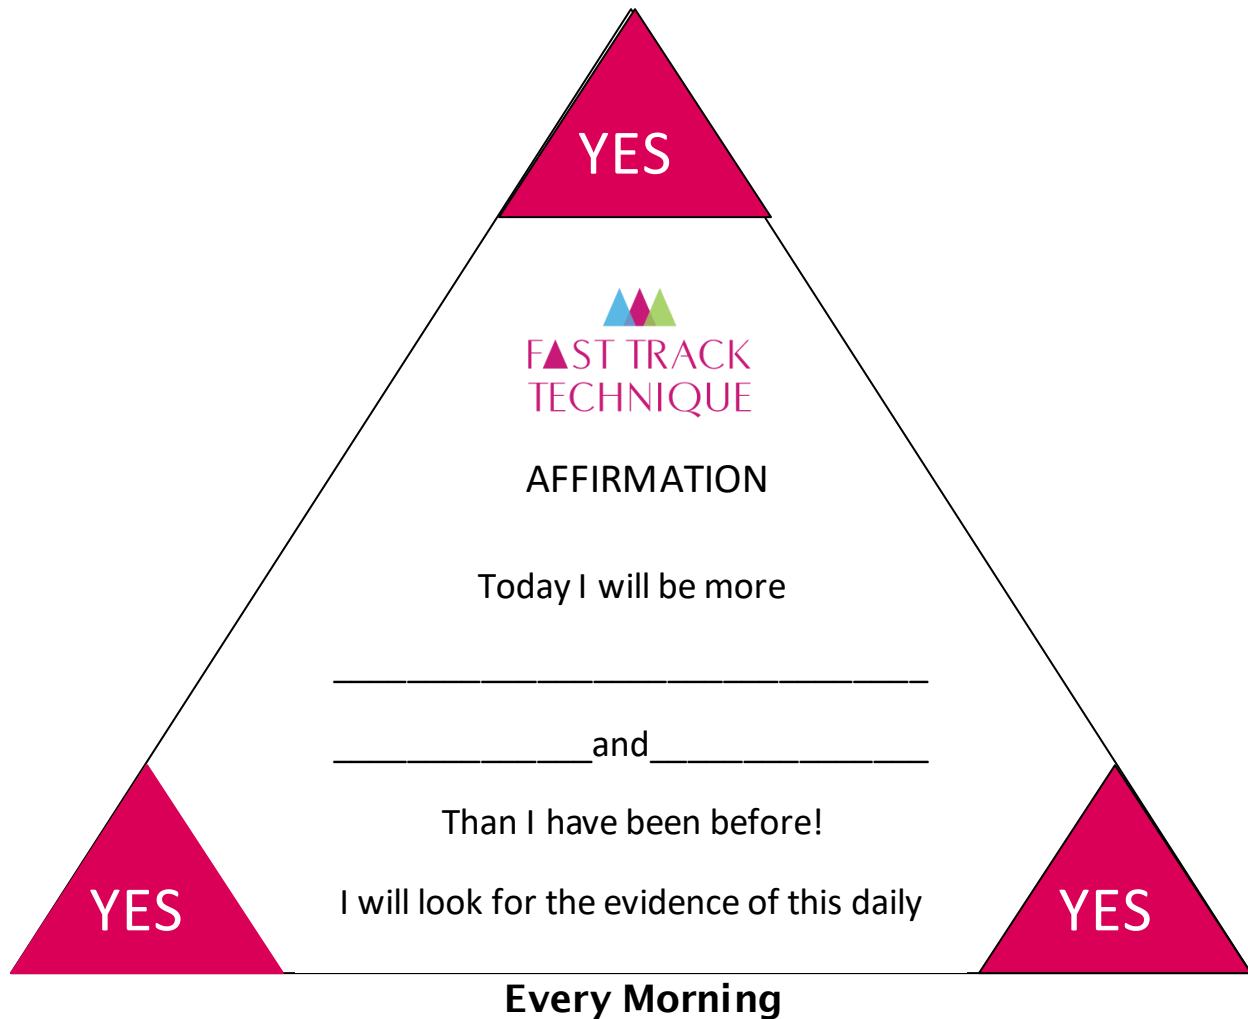 YES
FAST TRACK
TECHNIQUE
AFFIRMATION
Today I will be more
________________________________
______________and_______________
Than I have been before!
I will look for the evidence of this daily
YES
YES
Every Morning